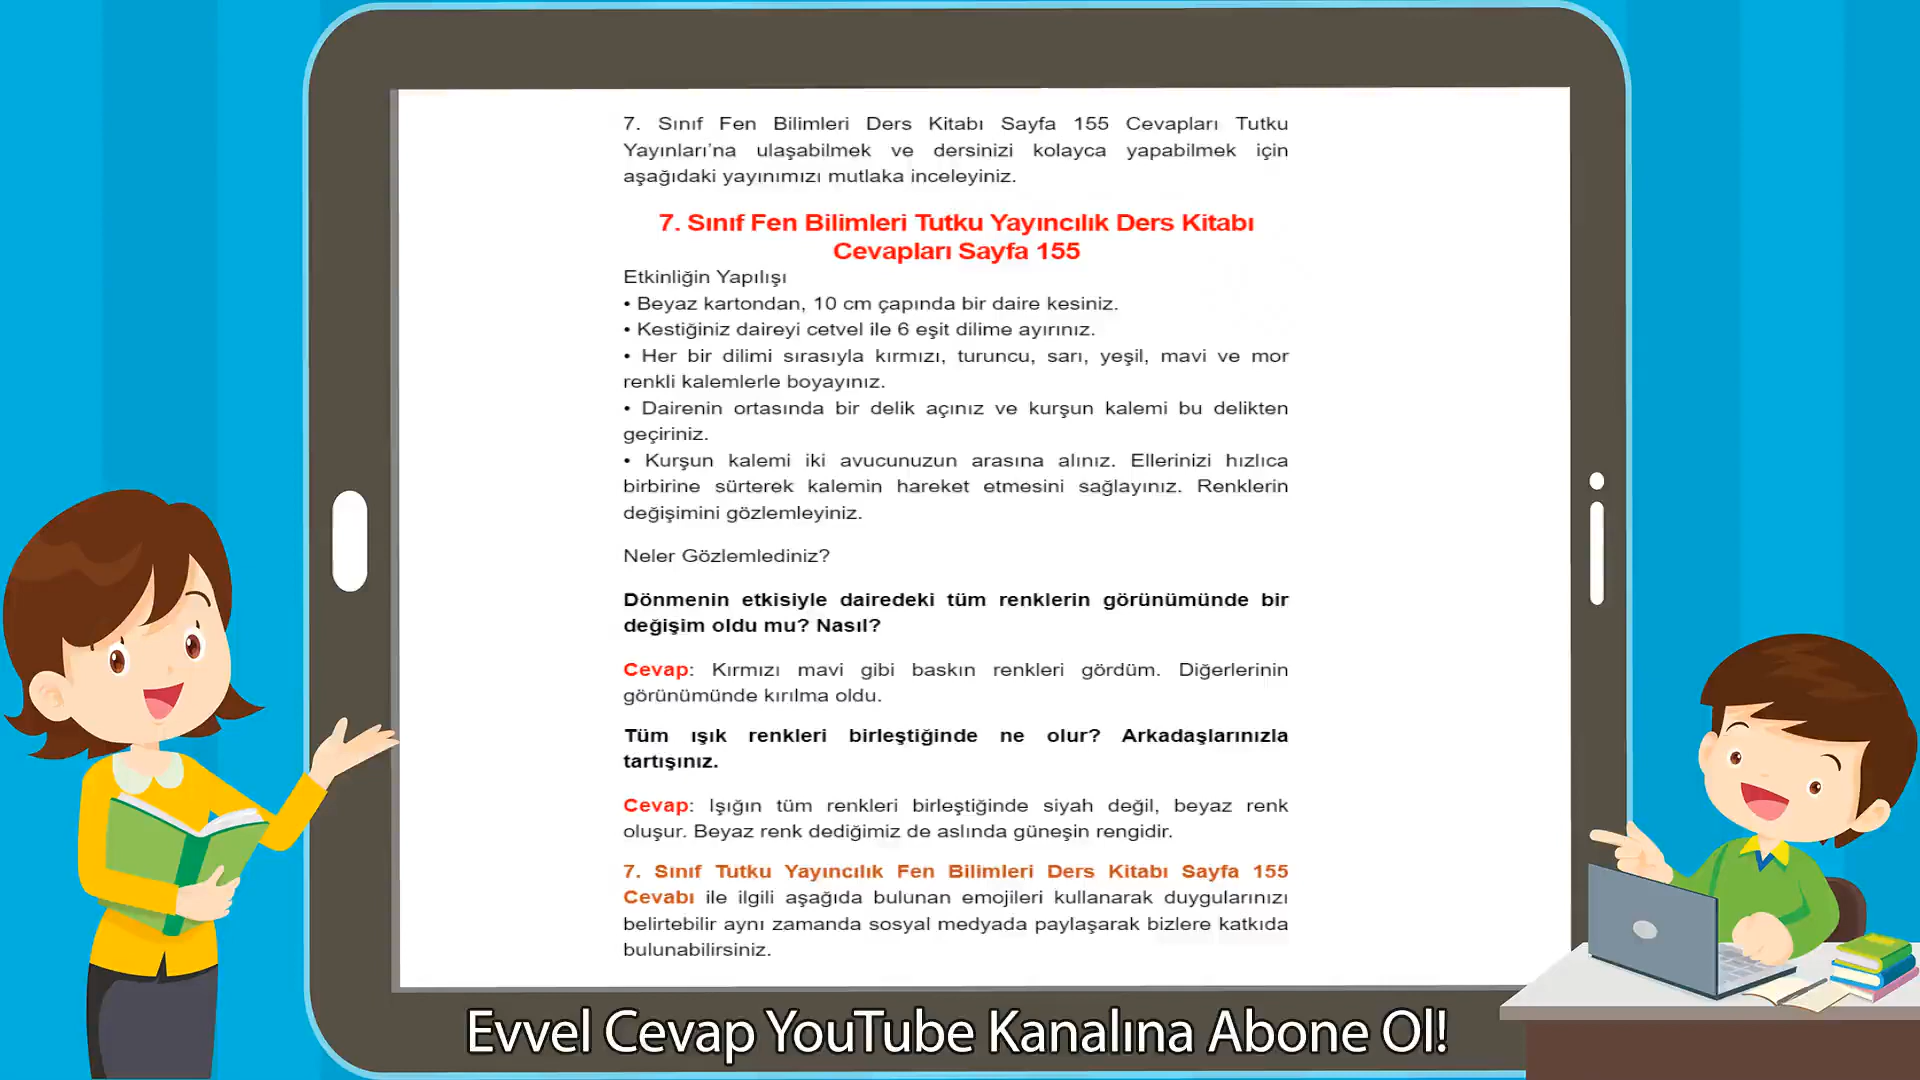 7. Sınıf Fen Bilimleri Ders Kitabı Sayfa 155 Cevapları Tutku
Yayınları’na ulaşabilmek ve dersinizi kolayca yapabilmek için
aşağıdaki yayınımızı mutlaka inceleyiniz.
7. Sınıf Fen Bilimleri Tutku Yayıncılık Ders Kitabı
Cevapları Sayfa 155
Etkinliğin Yapılışı
• Beyaz kartondan, 10 cm çapında bir daire kesiniz.
• Kestiğiniz daireyi cetvel ile 6 eşit dilime ayırınız.
• Her bir dilimi sırasıyla kırmızı, turuncu, sarı, yeşil, mavi ve mor
renkli kalemlerle boyayınız.
• Dairenin ortasında bir delik açınız ve kurşun kalemi bu delikten
geçiriniz.
• Kurşun kalemi iki avucunuzun arasına alınız. Ellerinizi hızlıca
birbirine sürterek kalemin hareket etmesini sağlayınız. Renklerin
değişimini gözlemleyiniz.
Neler Gözlemlediniz?
Dönmenin etkisiyle dairedeki tüm renklerin görünümünde bir
değişim oldu mu? Nasıl?
Cevap: Kırmızı mavi gibi baskın renkleri gördüm. Diğerlerinin
görünümünde kırılma oldu.
Tüm ışık renkleri birleştiğinde ne olur? Arkadaşlarınızla
tartışınız.
Cevap: Işığın tüm renkleri birleştiğinde siyah değil, beyaz renk
oluşur. Beyaz renk dediğimiz de aslında güneşin rengidir.
7. Sınıf Tutku Yayıncılık Fen Bilimleri Ders Kitabı Sayfa 155
Cevabı ile ilgili aşağıda bulunan emojileri kullanarak duygularınızı
belirtebilir aynı zamanda sosyal medyada paylaşarak bizlere katkıda
bulunabilirsiniz.
Evvel Cevap YouTube Kanalına Abone Ol!